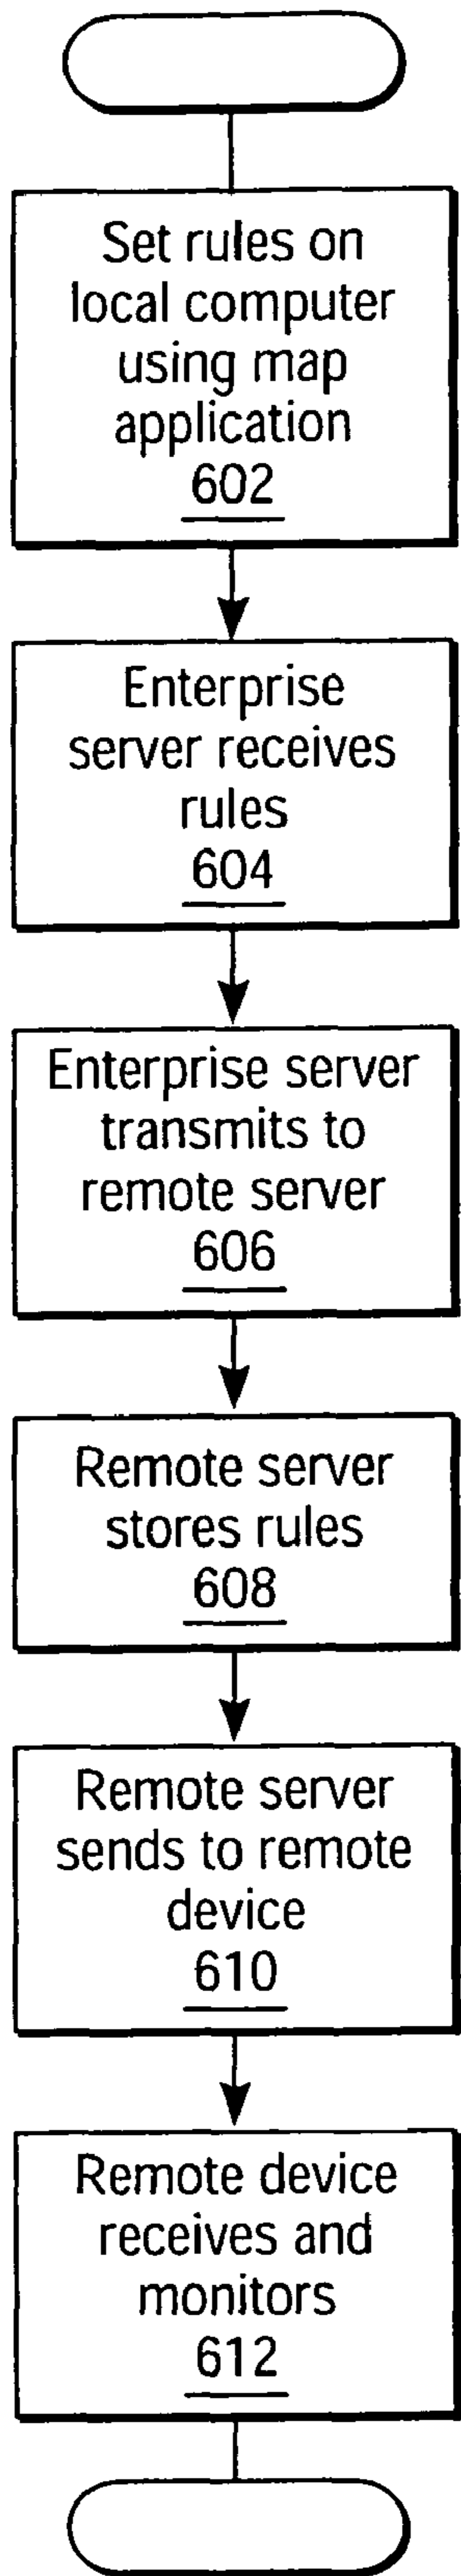 Set rules on
local computer
using map
application
602
Enterprise
server receives
rules
604
Enterprise server
transmits to
remote server
606
Remote server
stores rules
608
Remote server
sends to remote
device
610
Remote device
receives and
monitors
612